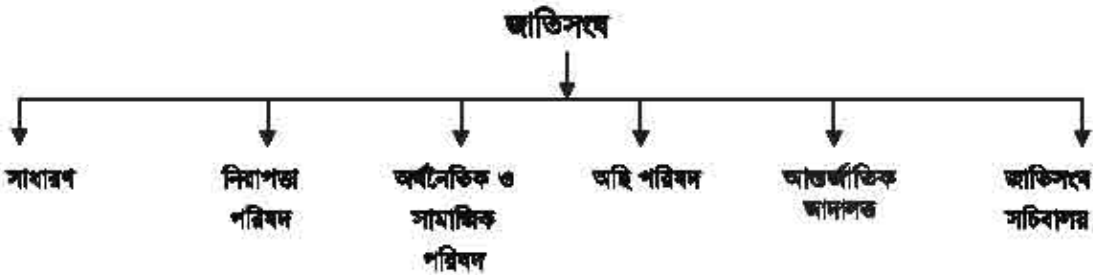 জাতিসংঘ
সাধারণ
নিরাপত্তা
পরিষদ
অর্থনৈতিক ও
সামাজিক
পরিষদ
অছি পরিষদ
আন্তর্জাতিক
আদালত
জাতিসংঘ
সচিবালয়